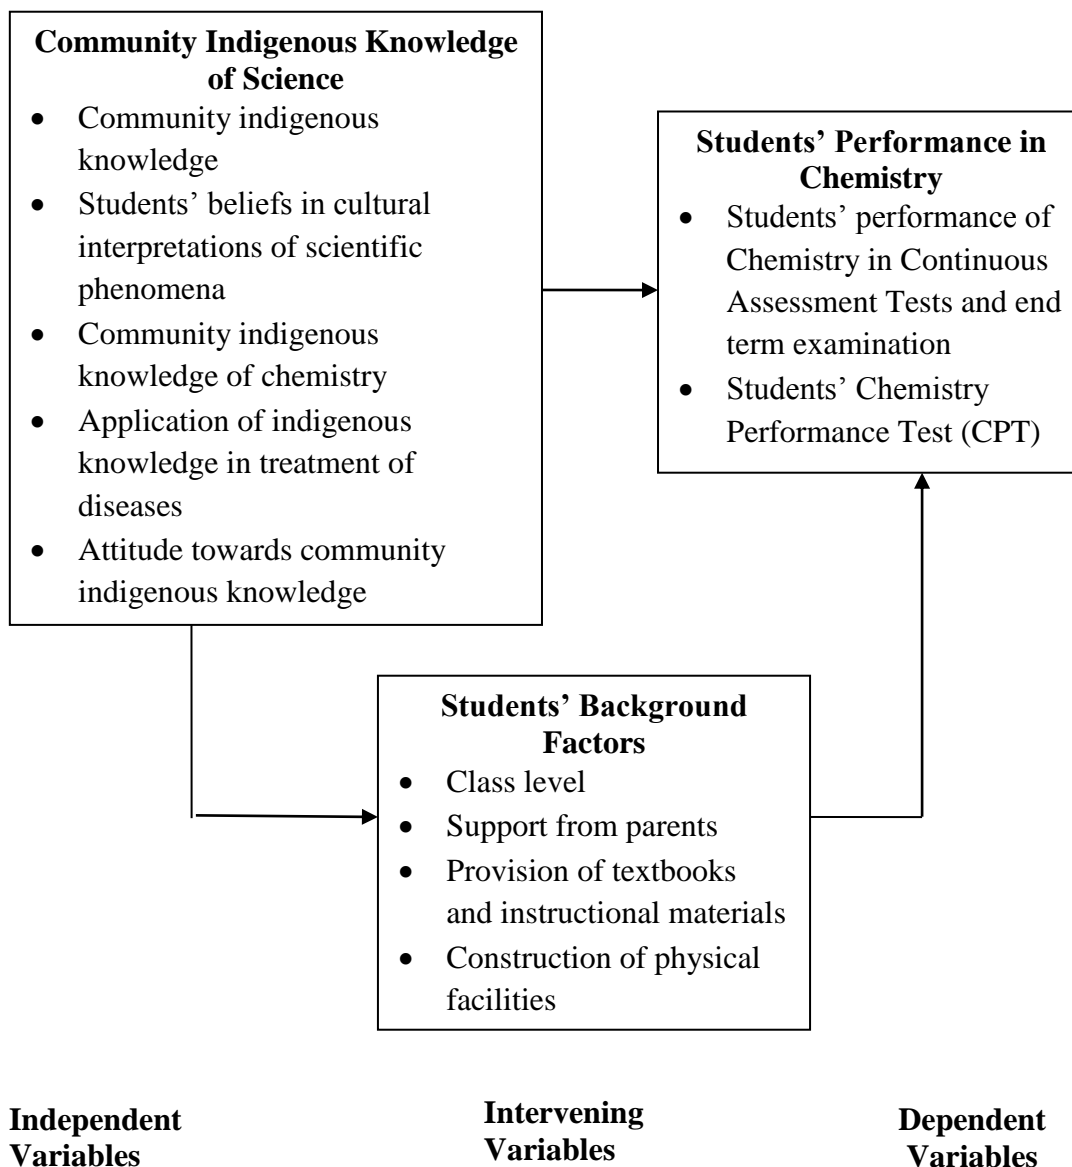 Community Indigenous Knowledge
of Science
• Community indigenous
knowledge
• Students’ beliefs in cultural
interpretations of scientific
phenomena
• Community indigenous
knowledge of chemistry
• Application of indigenous
knowledge in treatment of
diseases
• Attitude towards community
indigenous knowledge
Students’ Performance in
Chemistry
• Students’ performance of
Chemistry in Continuous
Assessment Tests and end
term examination
• Students’ Chemistry
Performance Test (CPT)
Students’ Background
Factors
• Class level
• Support from parents
• Provision of textbooks
and instructional materials
• Construction of physical
facilities
Independent
Variables
Intervening
Variables
Dependent
Variables